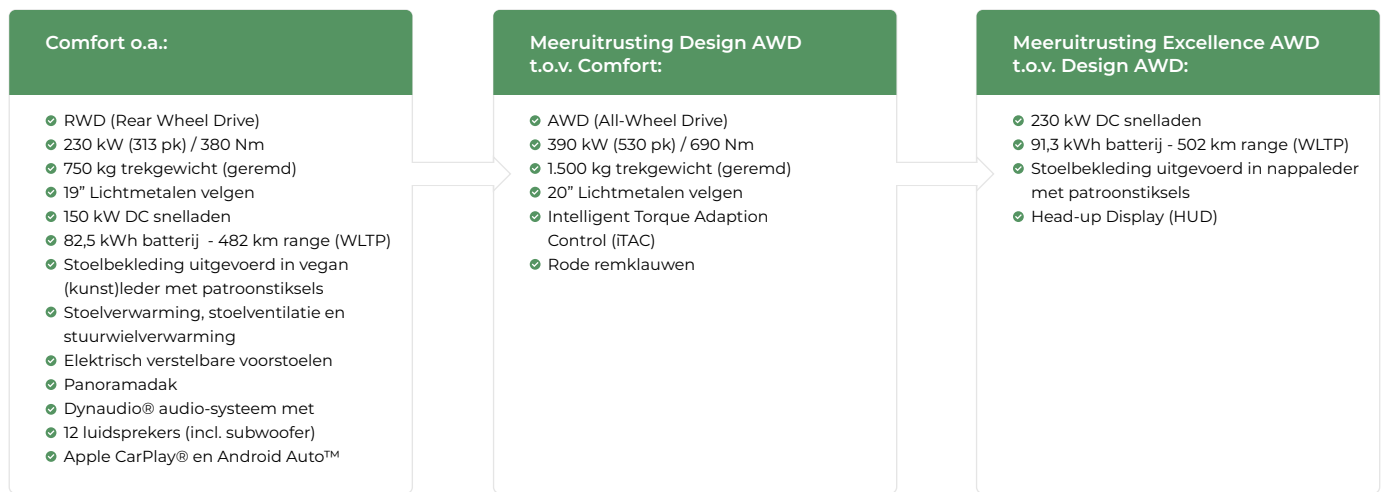 Comfort o.a.:
RWD (Rear Wheel Drive)
230 kW (313 pk) / 380 Nm
750 kg trekgewicht (geremd)
19” Lichtmetalen velgen
150 kW DC snelladen
82,5 kWh batterij - 482 km range (WLTP)
Stoelbekleding uitgevoerd in vegan
(kunst)leder met patroonstiksels
Stoelverwarming, stoelventilatie en
stuurwielverwarming
Elektrisch verstelbare voorstoelen
Panoramadak
Dynaudio® audio-systeem met
12 luidsprekers (incl. subwoofer)
Apple CarPlay® en Android Auto™
Meeruitrusting Design AWD
t.o.v. Comfort:
AWD (All-Wheel Drive)
390 kW (530 pk) / 690 Nm
1.500 kg trekgewicht (geremd)
20” Lichtmetalen velgen
Intelligent Torque Adaption
Control (iTAC)
Rode remklauwen
Meeruitrusting Excellence AWD
t.o.v. Design AWD:
230 kW DC snelladen
91,3 kWh batterij - 502 km range (WLTP)
Stoelbekleding uitgevoerd in nappaleder
met patroonstiksels
Head-up Display (HUD)